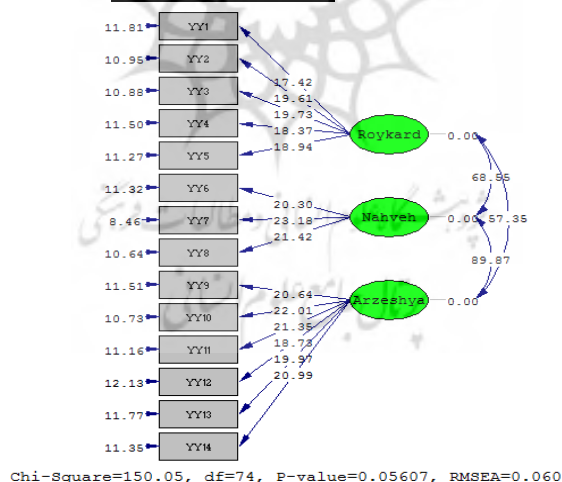 11.81 YY1
10.95 YY2
10.88 YY3
11.50 YY4
11.27 YY5
11.32 YY6
8.46 YY7
10.64 YY8
11.51 YY9
10.73 YY10
11.16 YY11
12.13 YY12
11.77 YY13
11.35 YY14
17.42
19.61
19.73
18.37
18.94
20.30
23.18
21.42
20.64
22.01
21.35
18.73
19.97
20.99
Roykard 0.00
Nahveh 0.00
Arzeshya 0.00
68.55
57.35
89.87
Chi-Square=150.05, df=74, P-value=0.05607, RMSEA=0.060